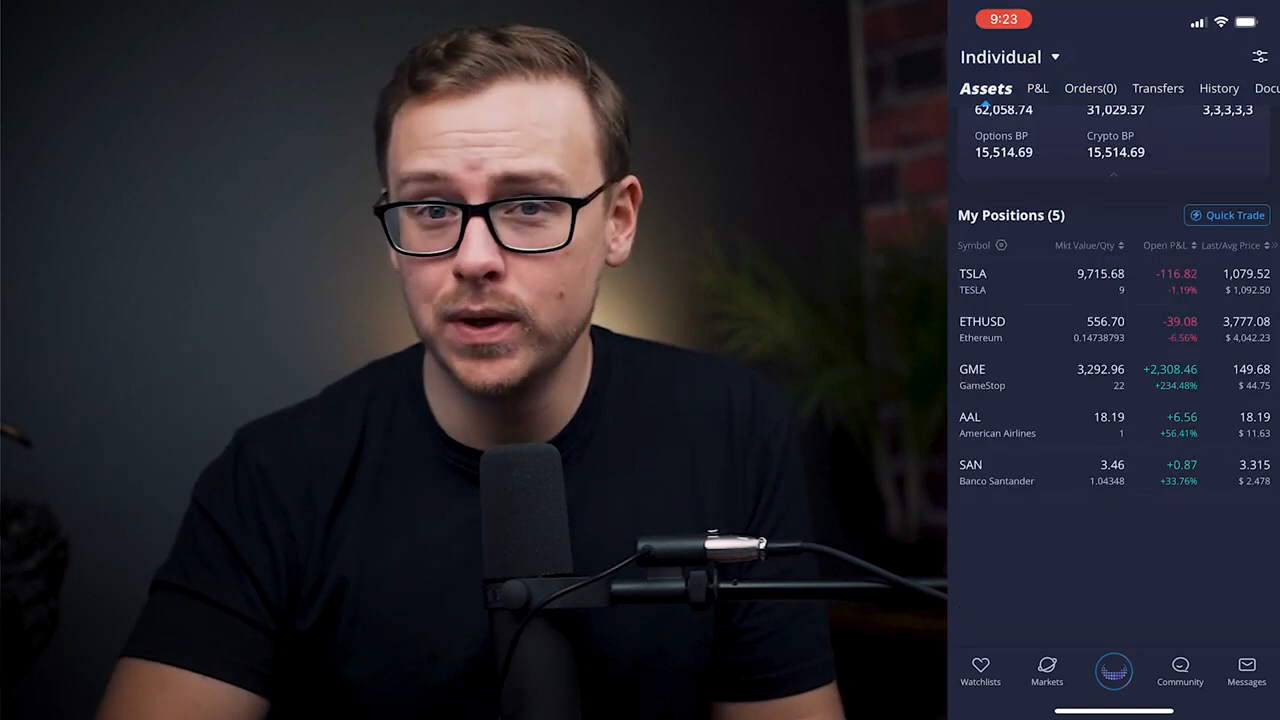 9:23
Individual
Assets P&L Orders(0) Transfers History Docu
62,058.74 31,029.37 3,3,3,3,3
Options BP Crypto BP
15,514.69 15,514.69
My Positions (5) Quick Trade
Symbol Mkt Value/Qty Open P&L Last/Avg Price
TSLA 9,715.68 -116.82 1,079.52
TESLA 9 -1.19% $ 1,092.50
ETHUSD 556.70 -39.08 3,777.08
Ethereum 0.14738793 -6.56% $ 4,042.23
GME 3,292.96 +2,308.46 149.68
GameStop 22 +234.48% $ 44.75
AAL 18.19 +6.56 18.19
American Airlines 1 +56.41% $ 11.63
SAN 3.46 +0.87 3.315
Banco Santander 1.04348 +33.76% $ 2.478
Watchlists Markets Community Messages